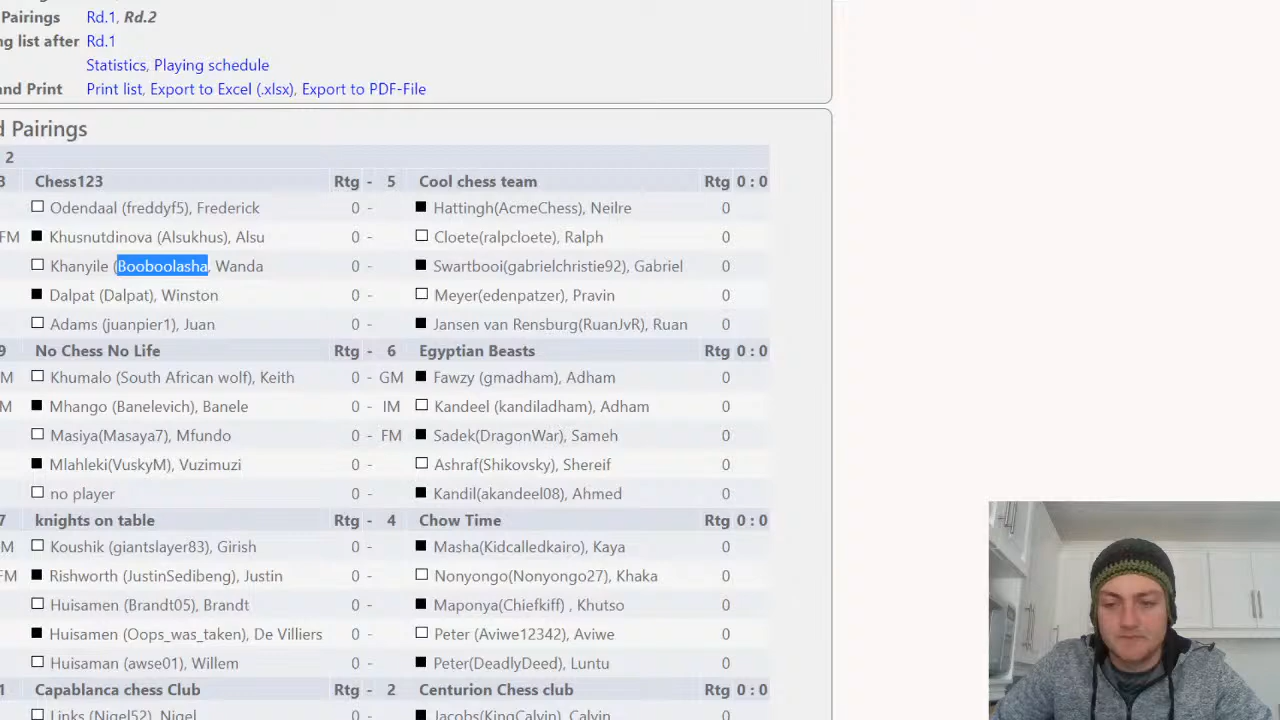 Pairings Rd.1, Rd.2
ng list after Rd.1
Statistics, Playing schedule
and Print Print list, Export to Excel (.xlsx), Export to PDF-File
d Pairings
2
3 Chess123 Rtg - 5 Cool chess team Rtg 0 : 0
Odendaal (freddyf5), Frederick 0 - Hattingh(AcmeChess), Neilre 0
FM Khusnutdinova (Alsukhus), Alsu 0 - Cloete(ralpcloete), Ralph 0
Khanyile (Booboolasha, Wanda 0 - Swartbooi(gabrielchristie92), Gabriel 0
Dalpat (Dalpat), Winston 0 - Meyer(edenpatzer), Pravin 0
Adams (juanpier1), Juan 0 - Jansen van Rensburg(RuanJvR), Ruan 0
9 No Chess No Life Rtg - 6 Egyptian Beasts Rtg 0 : 0
M Khumalo (South African wolf), Keith 0 - GM Fawzy (gmadham), Adham 0
M Mhango (Banelevich), Banele 0 - IM Kandeel (kandiladham), Adham 0
Masiya(Masaya7), Mfundo 0 - FM Sadek(DragonWar), Sameh 0
Mlahleki(VuskyM), Vuzimuzi 0 - Ashraf(Shikovsky), Shereif 0
no player 0 - Kandil(akandeel08), Ahmed 0
7 knights on table Rtg - 4 Chow Time Rtg 0 : 0
M Koushik (giantslayer83), Girish 0 - Masha(Kidcalledkairo), Kaya 0
FM Rishworth (JustinSedibeng), Justin 0 - Nonyongo(Nonyongo27), Khaka 0
Huisamen (Brandt05), Brandt 0 - Maponya(Chiefkiff) , Khutso 0
Huisamen (Oops_was_taken), De Villiers 0 - Peter (Aviwe12342), Aviwe 0
Huisaman (awse01), Willem 0 - Peter(DeadlyDeed), Luntu 0
1 Capablanca chess Club Rtg - 2 Centurion Chess club Rtg 0 : 0
Links (Nigel52), Nigel 0 - Jacobs(KingCalvin), Calvin 0